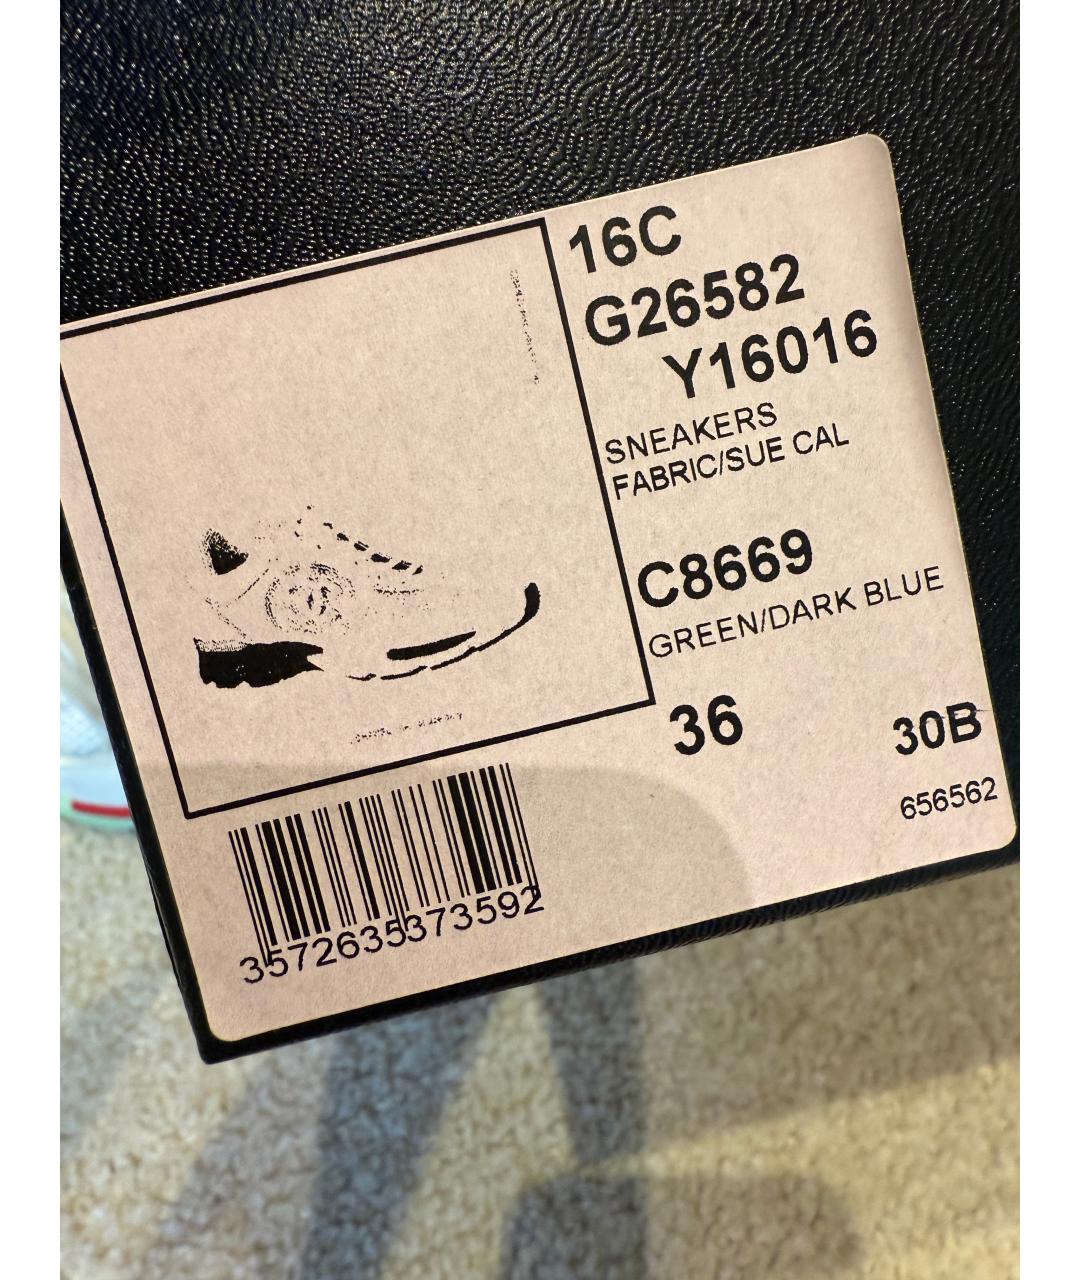 16C
G26582
Y16016
SNEAKERS
FABRIC/SUE CAL
C8669
GREEN/DARK BLUE
36 30B
656562
3572635373592